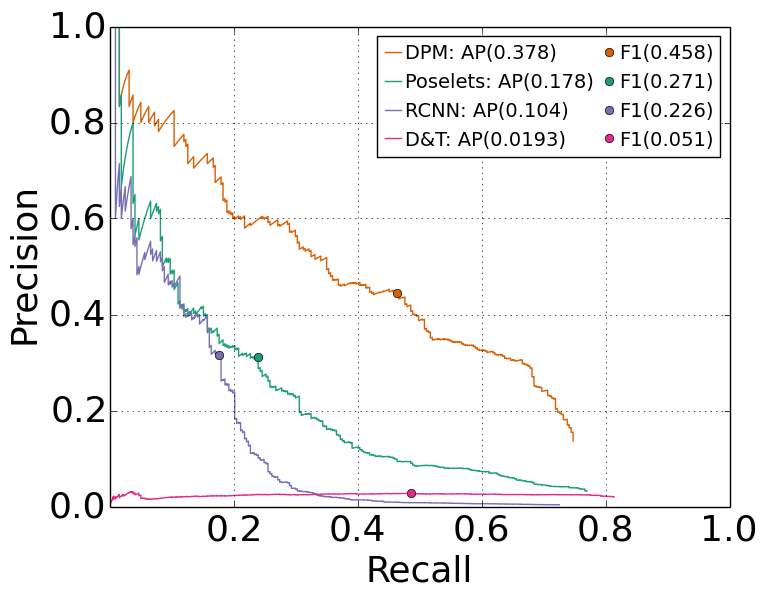 1.0
DPM: AP(0.378) F1(0.458)
Poselets: AP(0.178) F1(0.271)
RCNN: AP(0.104) F1(0.226)
D&T: AP(0.0193) F1(0.051)
0.8
0.6
0.4
0.2
0.0
Precision
0.2 0.4 0.6 0.8 1.0
Recall